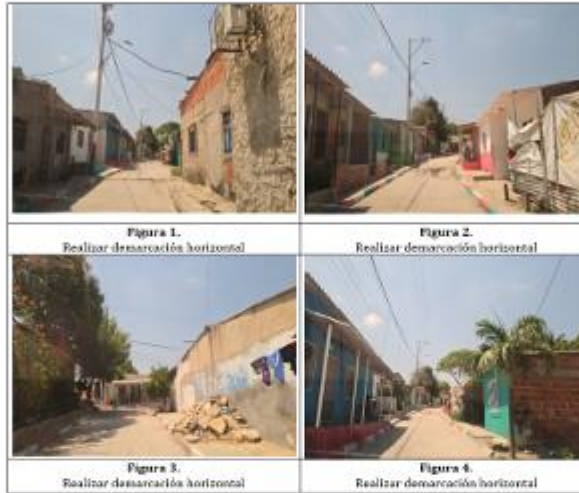 Figura 1.
Realizar demarcación horizontal
Figura 2.
Realizar demarcación horizontal
Figura 3.
Realizar demarcación horizontal
Figura 4.
Realizar demarcación horizontal